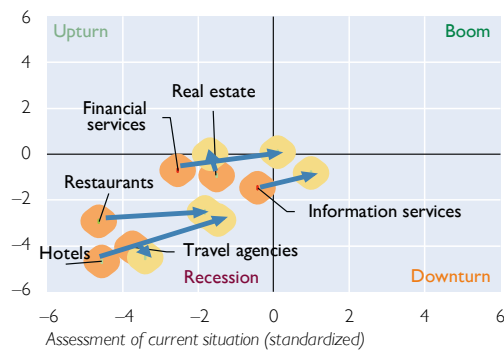 6
Upturn
Boom
4
Real estate
2
Financial
services
0
Restaurants
−2
Information services
−4
Hotels
Travel agencies
Recession
Downturn
−6
−6 −4 −2 0 2 4 6
Assessment of current situation (standardized)